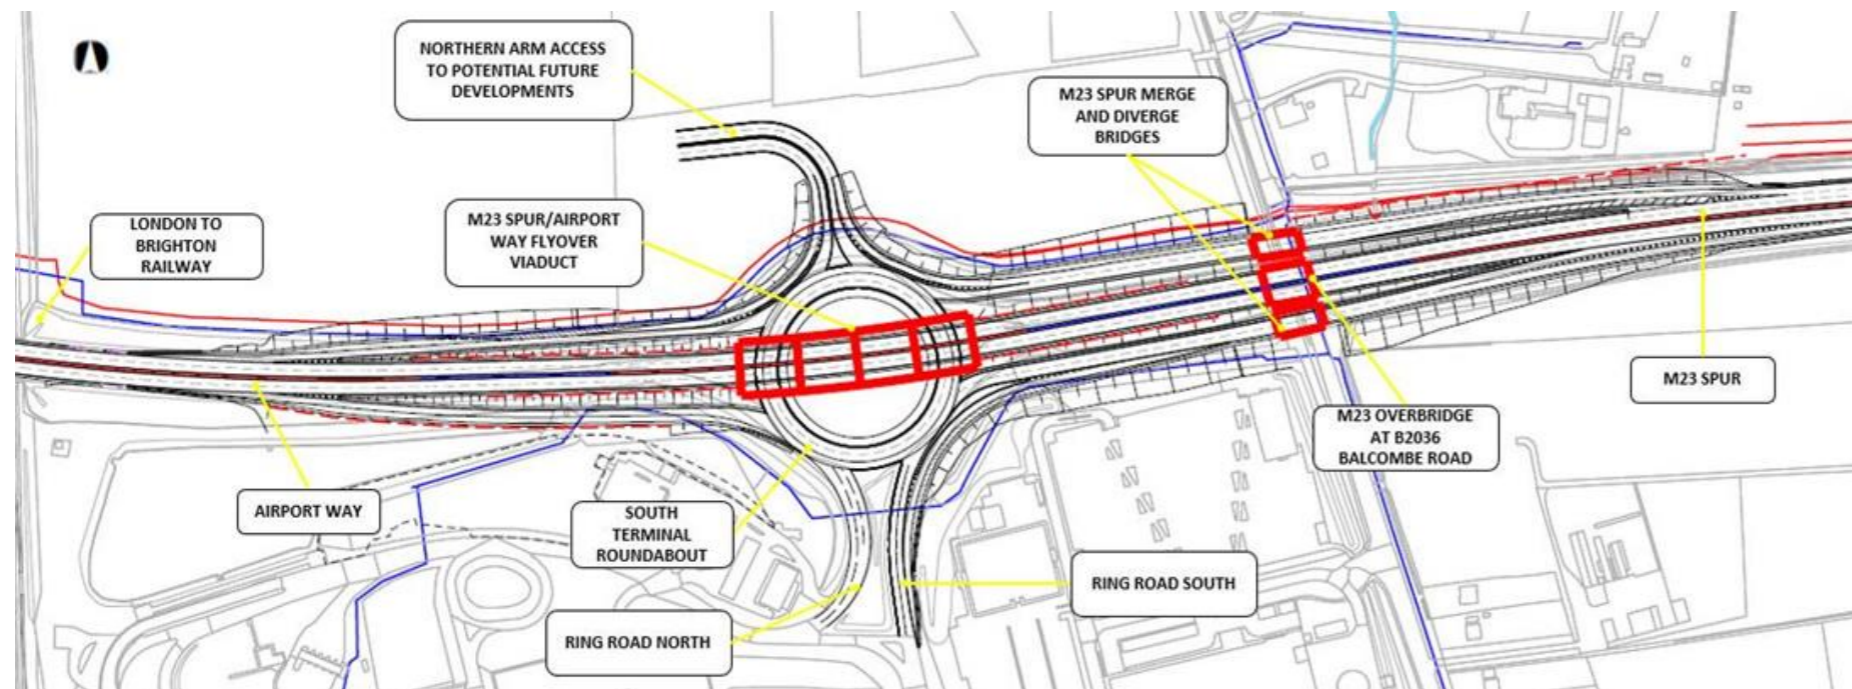 NORTHERN ARM ACCESS
TO POTENTIAL FUTURE
DEVELOPMENTS
M23 SPUR MERGE
AND DIVERGE
BRIDGES
M23 SPUR/AIRPORT
WAY FLYOVER
VIADUCT
LONDON TO
BRIGHTON
RAILWAY
M23 SPUR
M23 OVERBRIDGE
AT B2036
BALCOMBE ROAD
AIRPORT WAY
SOUTH
TERMINAL
ROUNDABOUT
RING ROAD SOUTH
RING ROAD NORTH